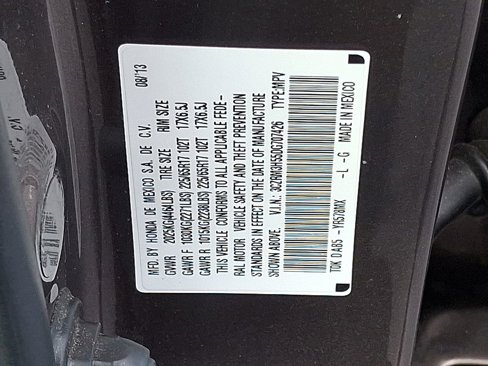 MFD. BY HONDA DE MEXICO S.A. DE C.V. 08/13
GVWR 2025KG(4464LBS) TIRE SIZE RIM SIZE
GAWR F 1030KG(2271LBS) 225/65R17 102T 17X6.5J
GAWR R 1015KG(2238LBS) 225/65R17 102T 17X6.5J
THIS VEHICLE CONFORMS TO ALL APPLICABLE FEDE-
RAL MOTOR VEHICLE SAFETY AND THEFT PREVENTION
STANDARDS IN EFFECT ON THE DATE OF MANUFACTURE
SHOWN ABOVE. V.I.N.: TYPE:MPV
-L -G MADE IN MEXICO